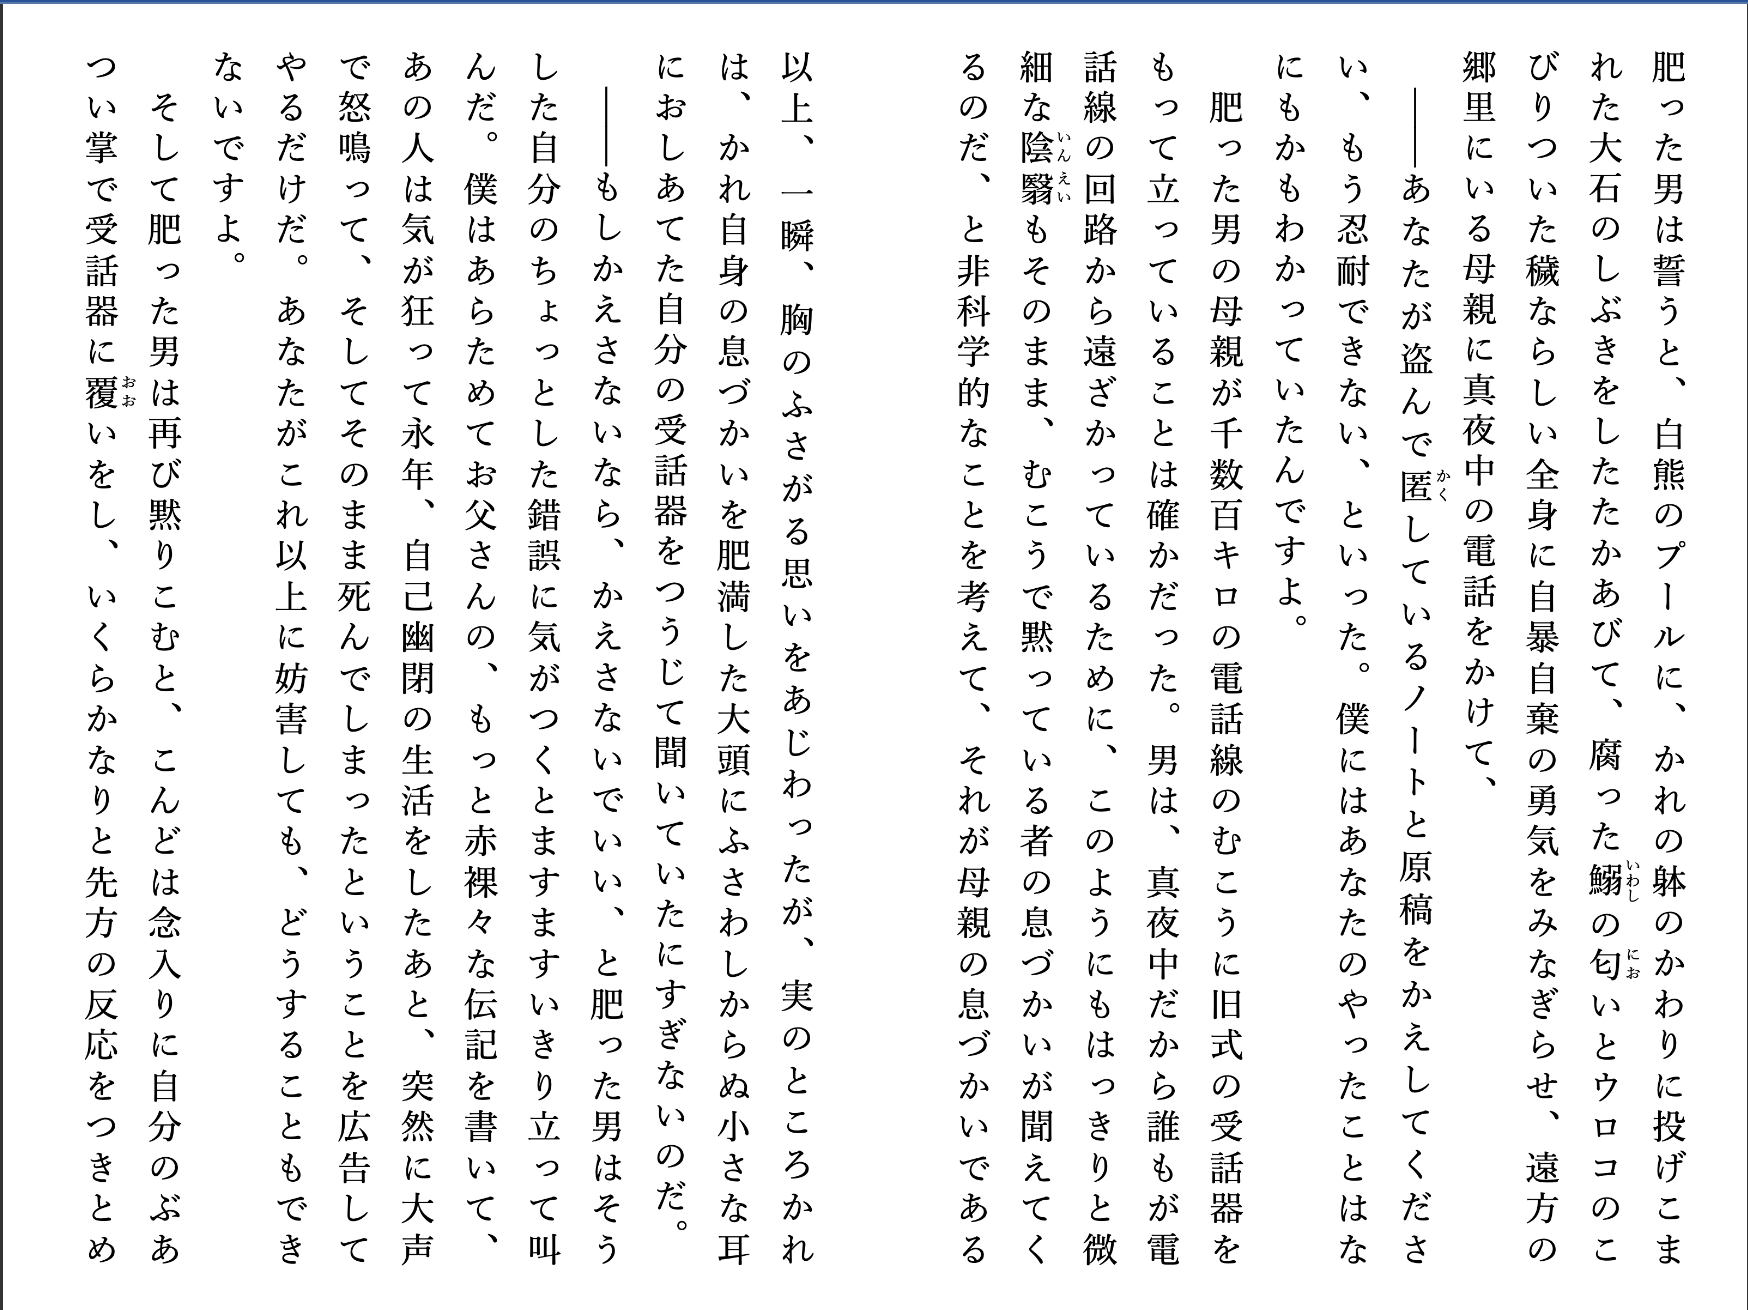 肥った男は誓うと、白熊のプールに、かれの躰のかわりに投げこま
れた大石のしぶきをしたたかあびて、腐った鰯の匂いとウロコのこ
びりついた穢ならしい全身に自暴自棄の勇気をみなぎらせ、遠方の
郷里にいる母親に真夜中の電話をかけて、
――あなたが盗んで匿しているノートと原稿をかえしてくださ
い、もう忍耐できない、といった。僕にはあなたのやったことはな
にもかもわかっていたんですよ。
肥った男の母親が千数百キロの電話線のむこうに旧式の受話器を
もって立っていることは確かだった。男は、真夜中だから誰もが電
話線の回路から遠ざかっているために、このようにもはっきりと微
細な陰翳もそのまま、むこうで黙っている者の息づかいが聞えてく
るのだ、と非科学的なことを考えて、それが母親の息づかいである
以上、一瞬、胸のふさがる思いをあじわったが、実のところかれ
は、かれ自身の息づかいを肥満した大頭にふさわしからぬ小さな耳
におしあてた自分の受話器をつうじて聞いていたにすぎないのだ。
――もしかえさないなら、かえさないでいい、と肥った男はそう
した自分のちょっとした錯誤に気がつくとますますいきり立って叫
んだ。僕はあらためてお父さんの、もっと赤裸々な伝記を書いて、
あの人は気が狂って永年、自己幽閉の生活をしたあと、突然に大声
で怒鳴って、そしてそのまま死んでしまったということを広告して
やるだけだ。あなたがこれ以上に妨害しても、どうすることもでき
ないですよ。
そして肥った男は再び黙りこむと、こんどは念入りに自分のぶあ
つい掌で受話器に覆いをし、いくらかなりと先方の反応をつきとめ